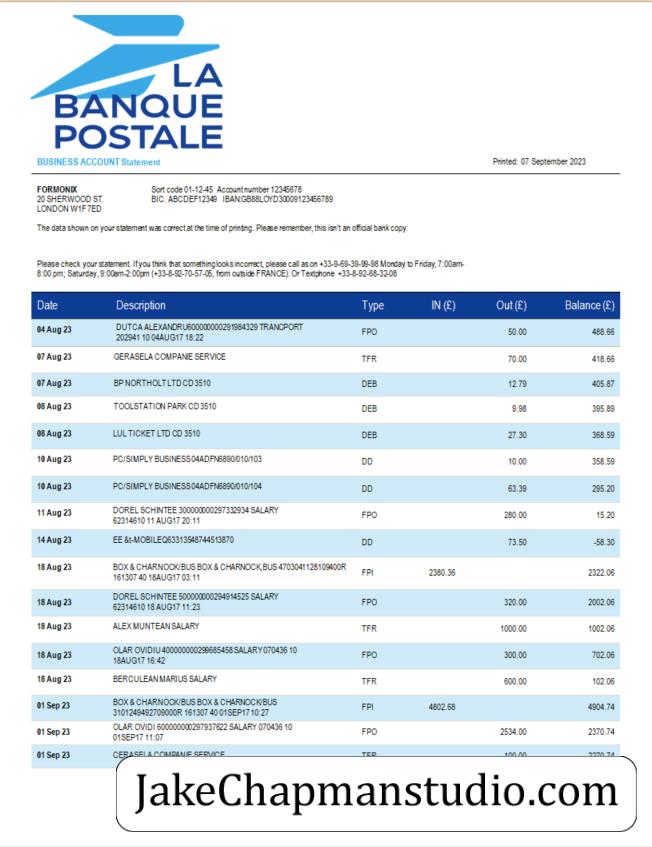 LA
BANQUE
POSTALE
BUSINESS ACCOUNT Statement Printed: 07 September 2023
FORMONIX Sort code 01-12-45 Account number 12345678
20 SHERWOOD ST. BIC. ABCDEF12349 IBAN:GB88LOYD30009123456789
LONDON W1F 7ED
The data shown on your statement was correct at the time of printing. Please remember, this isn't an official bank copy.
Please check your statement. If you think that something looks incorrect, please call as on +33-9-69-39-99-98 Monday to Friday, 7:00am-
8:00 pm; Saturday, 9:00am-2:00pm (+33-8-92-70-57-05, from outside FRANCE). Or Textphone +33-8-92-68-32-08
Date Description Type IN (£) Out (£) Balance (£)
04 Aug 23 DUTCA ALEXANDRU600000000291984329 TRANCPORT
202941 10 04AUG17 18:22 FPO 50.00 488.66
07 Aug 23 GERASELA COMPANIE SERVICE TFR 70.00 418.66
07 Aug 23 BP NORTHOLT LTD CD 3510 DEB 12.79 405.87
08 Aug 23 TOOLSTATION PARK CD 3510 DEB 9.98 395.89
08 Aug 23 LUL TICKET LTD CD 3510 DEB 27.30 368.59
10 Aug 23 PC/SIMPLY BUSINESS04ADFN6890/010/103 DD 10.00 358.59
10 Aug 23 PC/SIMPLY BUSINESS04ADFN6890/010/104 DD 63.39 295.20
11 Aug 23 DOREL SCHINTEE 300000000297332934 SALARY
62314610 11 AUG17 20:11 FPO 280.00 15.20
14 Aug 23 EE &t-MOBILEQ63313548744513870 DD 73.50 -58.30
18 Aug 23 BOX & CHARNOCK/BUS BOX & CHARNOCK,BUS 4703041128109400R
161307 40 18AUG17 03:11 FPI 2380.36 2322.06
18 Aug 23 DOREL SCHINTEE 500000000294914525 SALARY
62314610 18 AUG17 11:23 FPO 320.00 2002.06
18 Aug 23 ALEX MUNTEAN SALARY TFR 1000.00 1002.06
18 Aug 23 OLAR OVIDIU 400000000299685458 SALARY 070436 10
18AUG17 16:42 FPO 300.00 702.06
18 Aug 23 BERCULEAN MARIUS SALARY TFR 600.00 102.06
01 Sep 23 BOX & CHARNOCK/BUS BOX & CHARNOCK/BUS
3101249492709000R 161307 40 01SEP17 10:27 FPI 4802.68 4904.74
01 Sep 23 OLAR OVIDI 600000000297937622 SALARY 070436 10
01SEP17 11:07 FPO 2534.00 2370.74
01 Sep 23 CERASELA COMPANIE SERVICE TFR 100.00 2270.74
JakeChapmanstudio.com